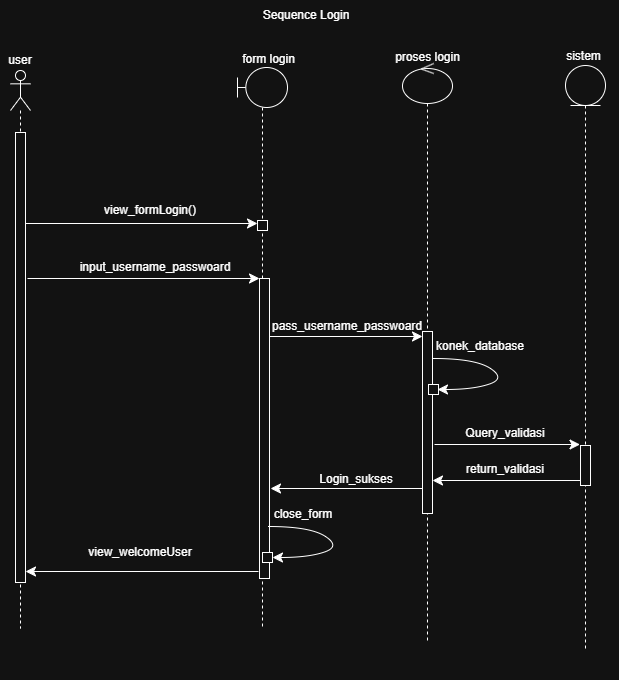 Sequence Login
user
form login
proses login
sistem
view_formLogin()
input_username_passwoard
pass_username_passwoard
konek_database
Query_validasi
return_validasi
Login_sukses
close_form
view_welcomeUser